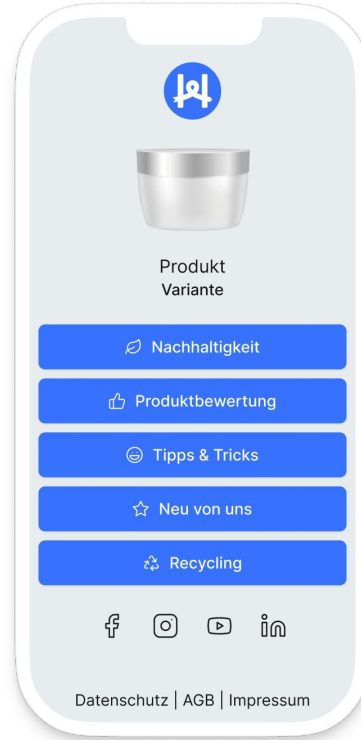 Produkt
Variante
Nachhaltigkeit
Produktbewertung
Tipps & Tricks
Neu von uns
Recycling
Datenschutz | AGB | Impressum